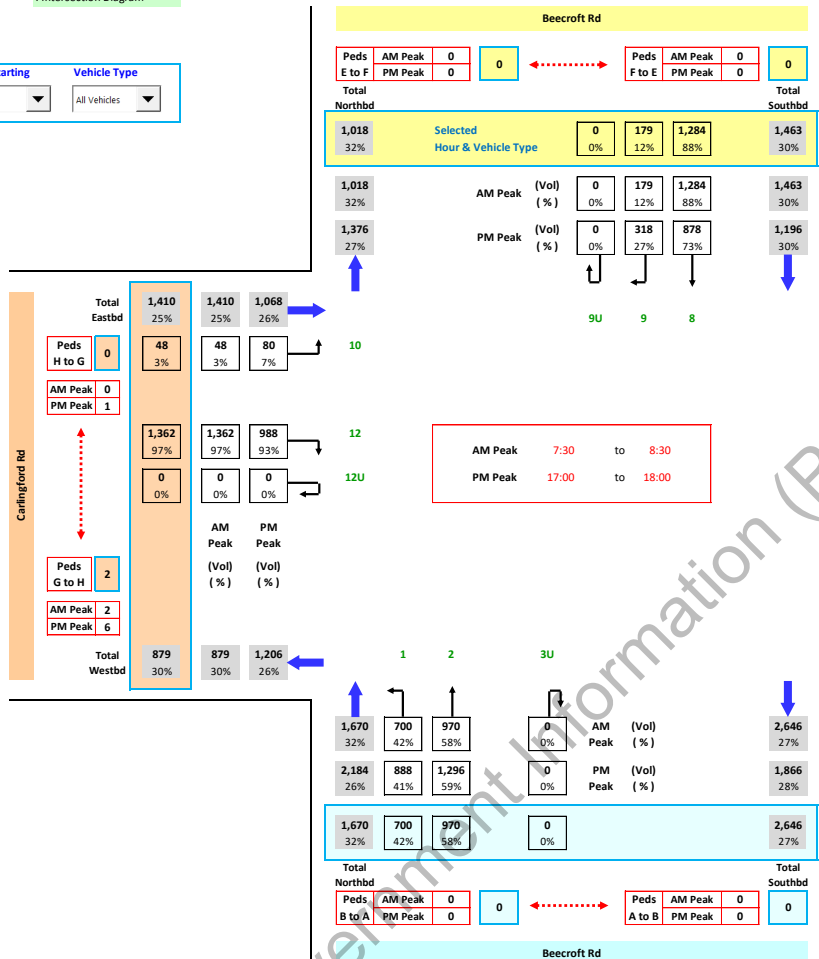 Intersection Diagram
Beecroft Rd
Peds AM Peak 0 0 Peds AM Peak 0 0
E to F PM Peak 0 F to E PM Peak 0
arting Vehicle Type
All Vehicles
Total Total
Northbd Southbd
1,018 Selected 0 179 1,284 1,463
32% Hour & Vehicle Type 0% 12% 88% 30%
1,018 AM Peak (Vol) 0 179 1,284 1,463
32% ( % ) 0% 12% 88% 30%
1,376 PM Peak (Vol) 0 318 878 1,196
27% ( % ) 0% 27% 73% 30%
Total 1,410 1,410 1,068
Eastbd 25% 25% 26%
9U 9 8
Peds 0 48 48 80 10
H to G 3% 3% 7%
AM Peak 0
PM Peak 1
1,362 1,362 988 12
97% 97% 93%
AM Peak 7:30 to 8:30
0 0 0 12U
0% 0% 0%
PM Peak 17:00 to 18:00
Carlingford Rd
AM PM
Peak Peak
(Vol) (Vol)
( % ) ( % )
Peds 2
G to H
AM Peak 2
PM Peak 6
Total 879 879 1,206
Westbd 30% 30% 26%
1 2 3U
1,670 700 970 0 AM (Vol) 2,646
32% 42% 58% 0% Peak ( % ) 27%
2,184 888 1,296 0 PM (Vol) 1,866
26% 41% 59% 0% Peak ( % ) 28%
1,670 700 970 0 2,646
32% 42% 58% 0% 27%
Total Total
Northbd Southbd
Peds AM Peak 0 0 Peds AM Peak 0 0
B to A PM Peak 0 A to B PM Peak 0
Beecroft Rd
ernment Information (P